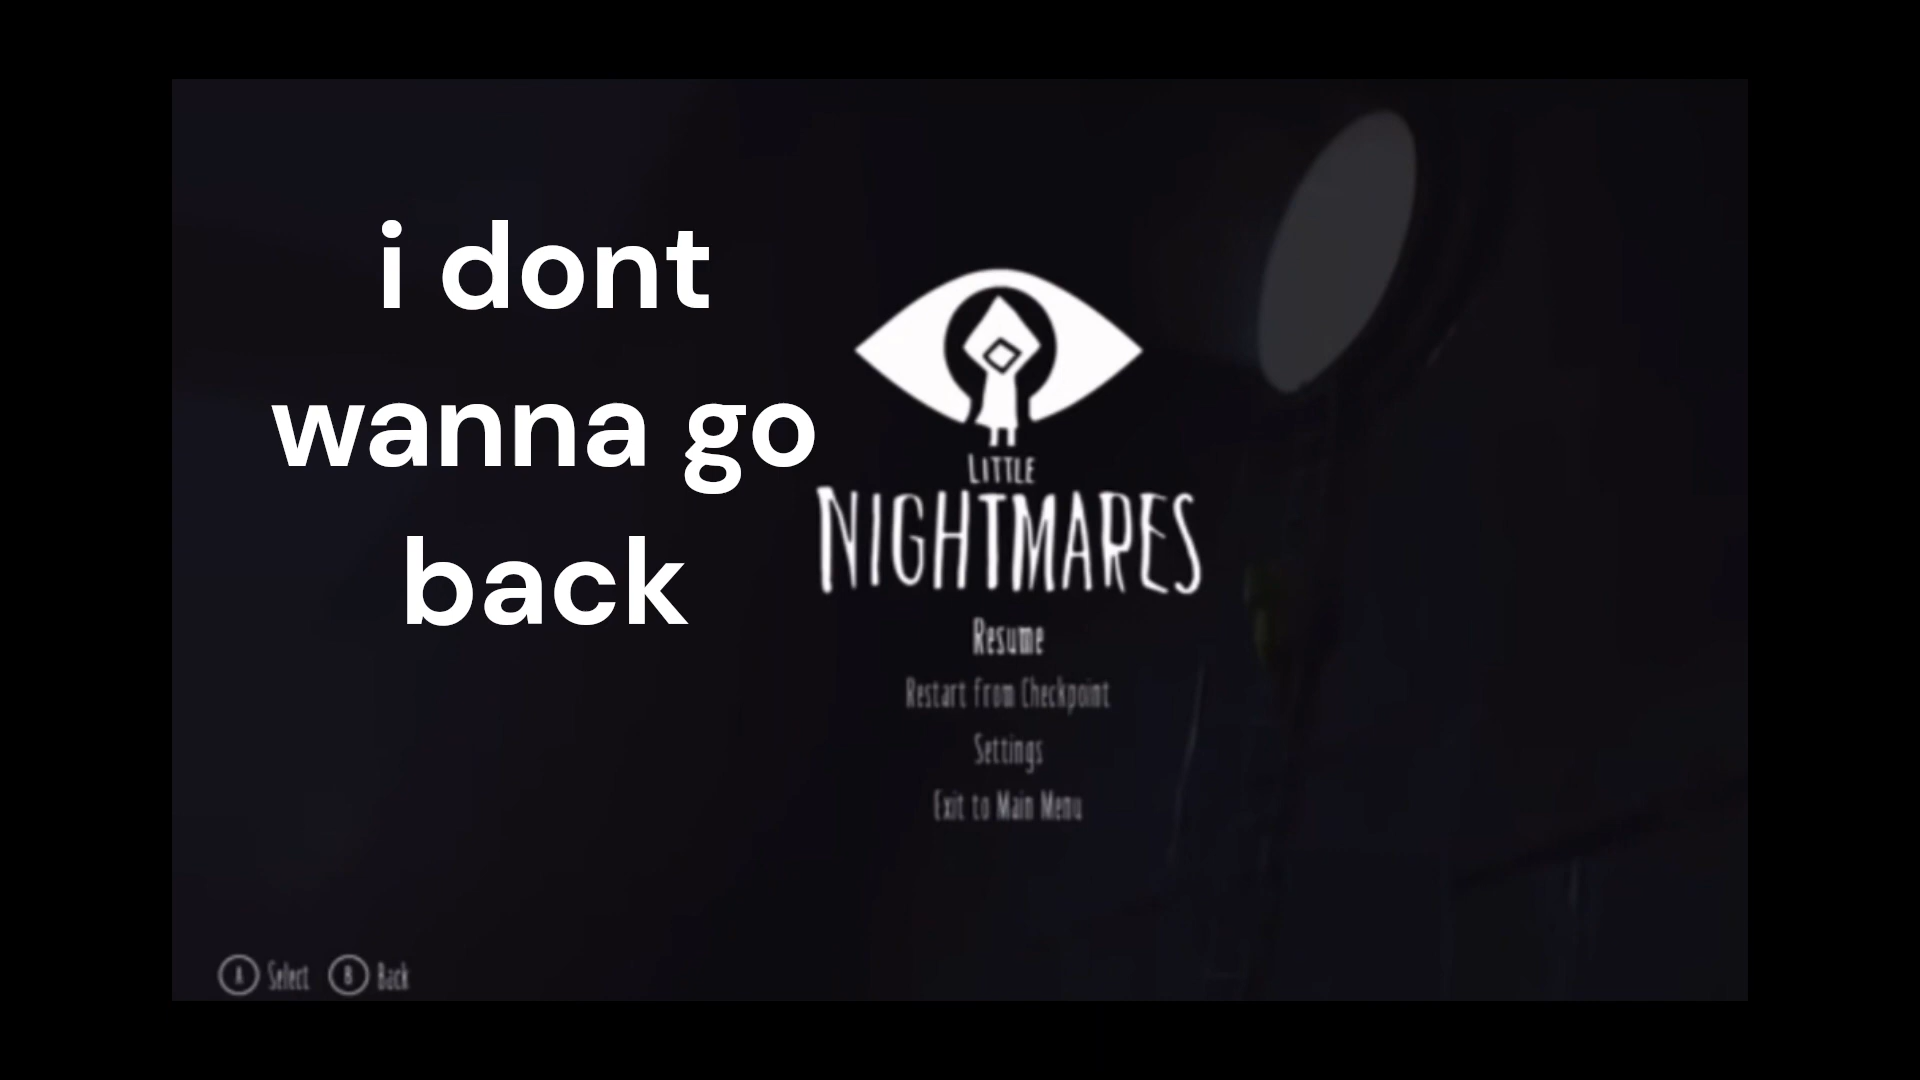 i dont
wanna go
back
LITTLE
NIGHTMARES
Resume
Restart from Checkpoint
Settings
Exit to Main Menu
A Select B Back